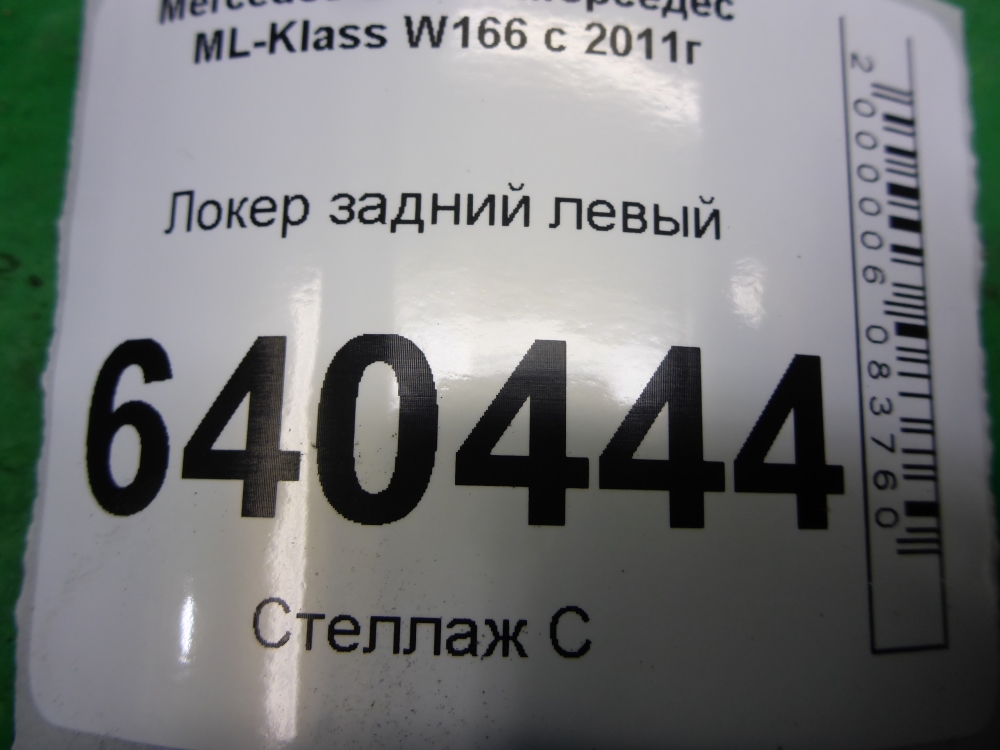 ML-Klass W166 с 2011г
Локер задний левый
640444
Стеллаж С
2000006083760